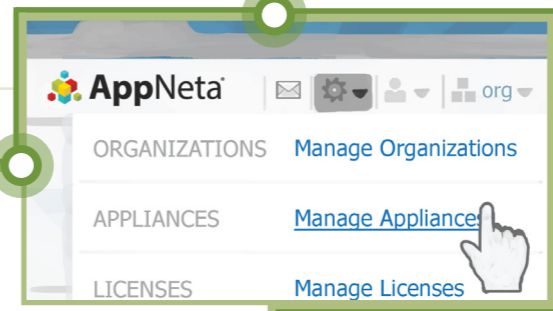 AppNeta org
ORGANIZATIONS Manage Organizations
APPLIANCES Manage Appliances
LICENSES Manage Licenses